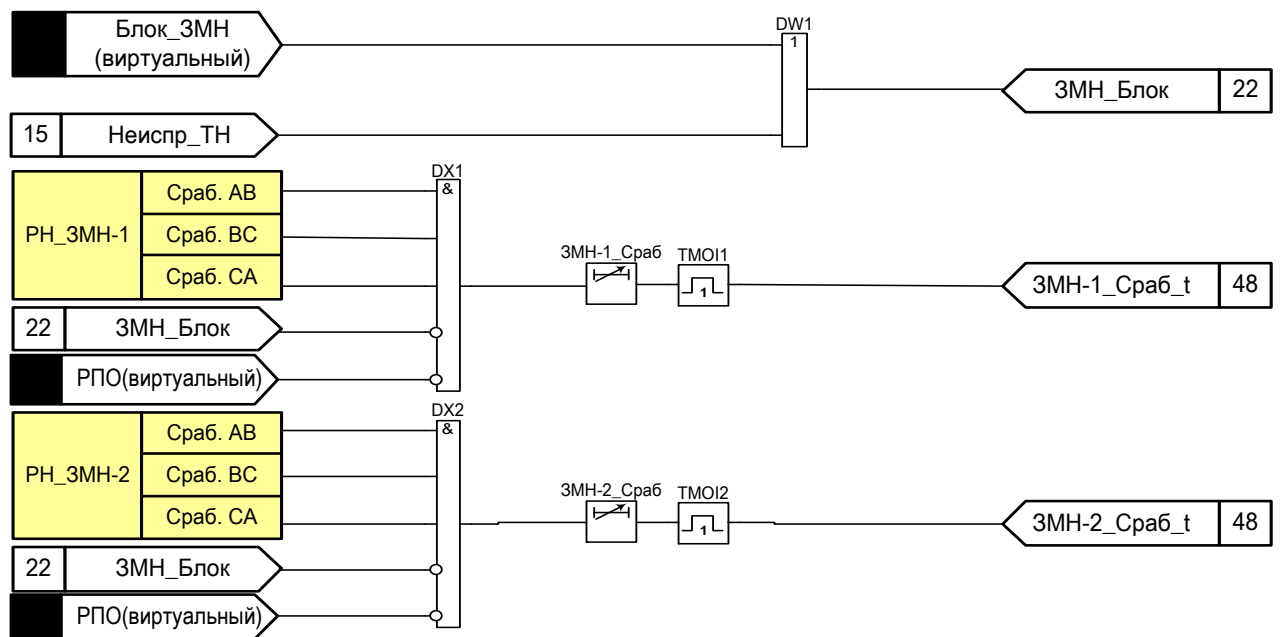 Блок_ЗМН
(виртуальный)
DW1
1
ЗМН_Блок 22
15 Неиспр_ТН
РН_ЗМН-1
Сраб. АВ
Сраб. ВС
Сраб. СА
DX1
&
ЗМН-1_Сраб
TMOI1
1
ЗМН-1_Сраб_t 48
22 ЗМН_Блок
РПО(виртуальный)
РН_ЗМН-2
Сраб. АВ
Сраб. ВС
Сраб. СА
DX2
&
ЗМН-2_Сраб
TMOI2
1
ЗМН-2_Сраб_t 48
22 ЗМН_Блок
РПО(виртуальный)